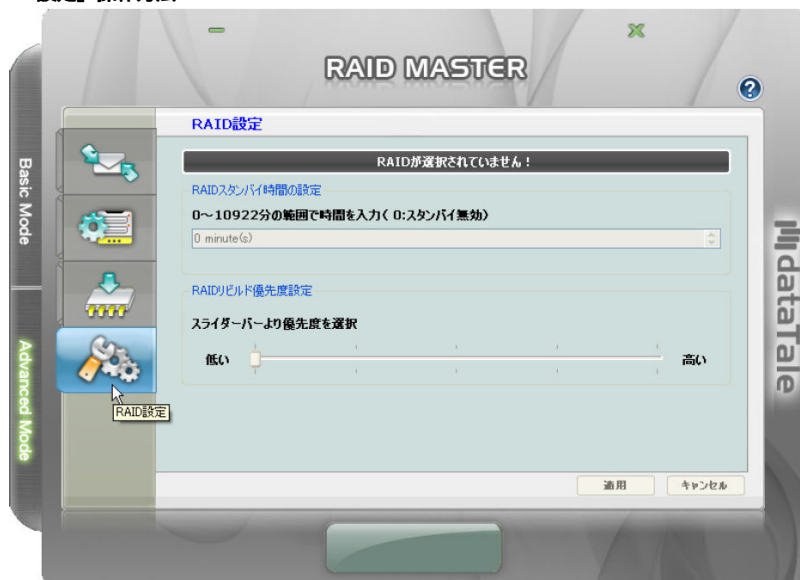 RAID MASTER
?
RAID設定
RAIDが選択されていません！
RAIDスタンバイ時間の設定
0～10922分の範囲で時間を入力( 0:スタンバイ無効)
0 minute(s)
RAIDリビルド優先度設定
スライダーバーより優先度を選択
低い 高い
RAID設定
適用 キャンセル
Basic Mode
Advanced Mode
dataTale